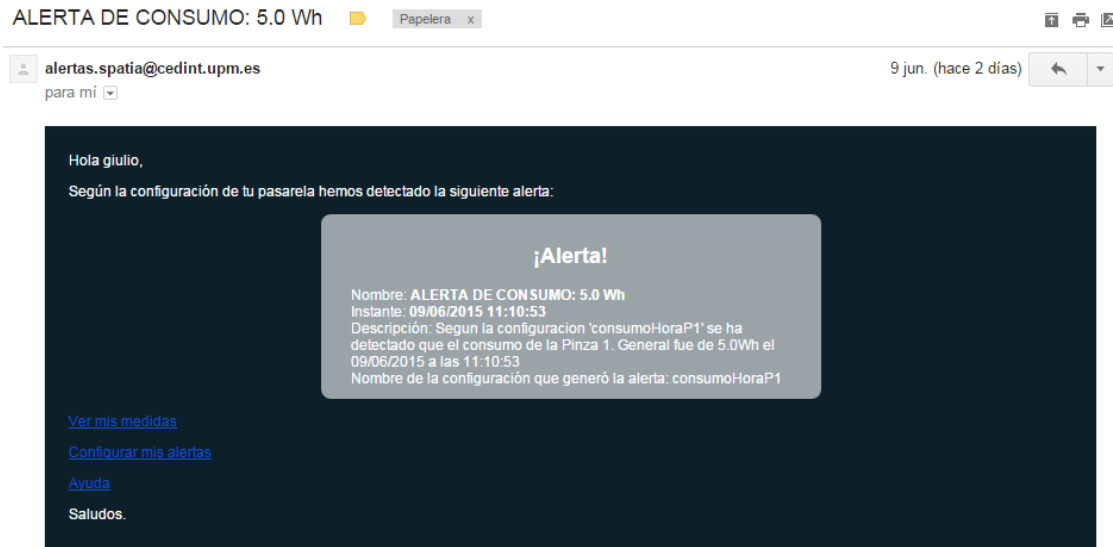 ALERTA DE CONSUMO: 5.0 Wh
Papelera x
alertas.spatia@cedint.upm.es
9 jun. (hace 2 días)
para mí
Hola giulio,
Según la configuración de tu pasarela hemos detectado la siguiente alerta:
¡Alerta!
Nombre: ALERTA DE CONSUMO: 5.0 Wh
Instante: 09/06/2015 11:10:53
Descripción: Segun la configuracion 'consumoHoraP1' se ha
detectado que el consumo de la Pinza 1. General fue de 5.0Wh el
09/06/2015 a las 11:10:53
Nombre de la configuración que generó la alerta: consumoHoraP1
Ver mis medidas
Configurar mis alertas
Ayuda
Saludos.